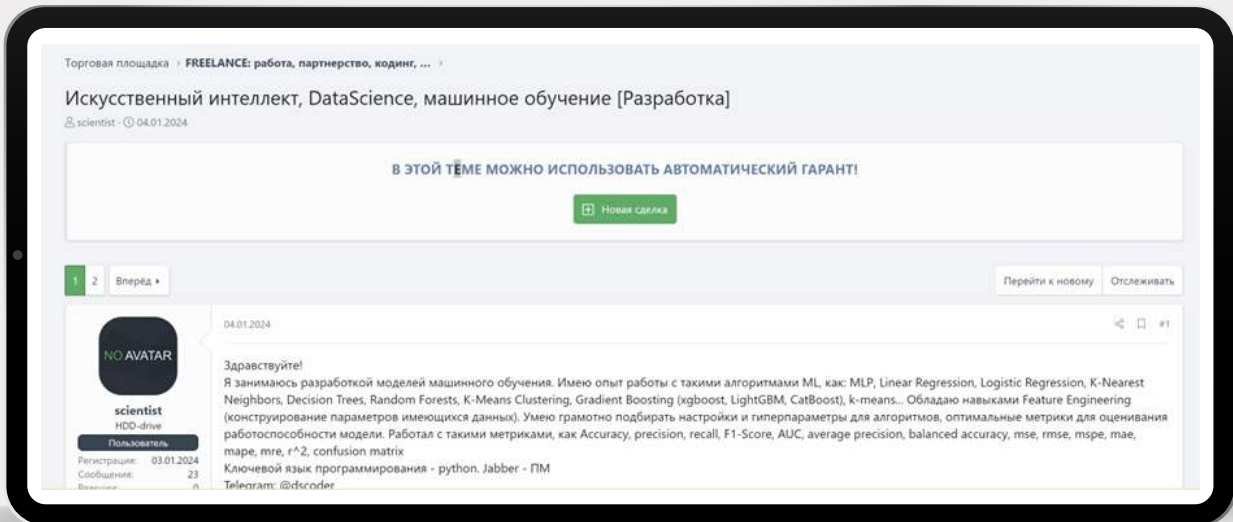 Торговая площадка › FREELANCE: работа, партнерство, кодинг, ... ›
Искусственный интеллект, DataScience, машинное обучение [Разработка]
scientist · 04.01.2024
В ЭТОЙ ТЕМЕ МОЖНО ИСПОЛЬЗОВАТЬ АВТОМАТИЧЕСКИЙ ГАРАНТ!
Новая сделка
1 2 Вперёд
Перейти к новому Отслеживать
04.01.2024 #1
NO AVATAR
scientist
HDD-drive
Пользователь
Регистрация: 03.01.2024
Сообщения: 23
Реакции: 0
Здравствуйте!
Я занимаюсь разработкой моделей машинного обучения. Имею опыт работы с такими алгоритмами ML, как: MLP, Linear Regression, Logistic Regression, K-Nearest
Neighbors, Decision Trees, Random Forests, K-Means Clustering, Gradient Boosting (xgboost, LightGBM, CatBoost), k-means... Обладаю навыками Feature Engineering
(конструирование параметров имеющихся данных). Умею грамотно подбирать настройки и гиперпараметры для алгоритмов, оптимальные метрики для оценивания
работоспособности модели. Работал с такими метриками, как Accuracy, precision, recall, F1-Score, AUC, average precision, balanced accuracy, mse, rmse, mspe, mae,
mape, mre, r^2, confusion matrix
Ключевой язык программирования - python. Jabber - ПМ
Telegram: @dscoder